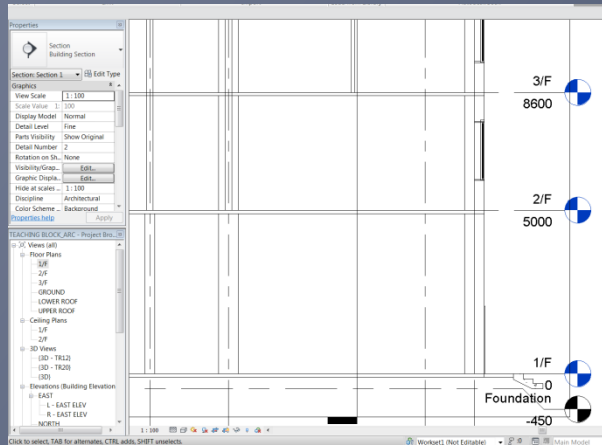 Properties
Section
Building Section
Section: Section 1
Edit Type
Graphics
View Scale 1 : 100
Scale Value 1: 100
Display Model Normal
Detail Level Fine
Parts Visibility Show Original
Detail Number 2
Rotation on Sh... None
Visibility/Grap... Edit...
Graphic Displa... Edit...
Hide at scales ... 1 : 100
Discipline Architectural
Color Scheme ... Background
Properties help Apply
TEACHING BLOCK_ARC - Project Bro...
Views (all)
Floor Plans
1/F
2/F
3/F
GROUND
LOWER ROOF
UPPER ROOF
Ceiling Plans
1/F
2/F
3D Views
(3D - TR12)
(3D - TR20)
{3D}
Elevations (Building Elevation
EAST
L - EAST ELEV
R - EAST ELEV
NORTH
3/F
8600
2/F
5000
1/F
0
Foundation
-450
1 : 100
Click to select, TAB for alternates, CTRL adds, SHIFT unselects.
Workset1 (Not Editable)
:0
Main Model